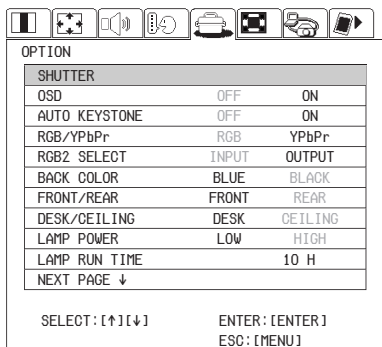 OPTION
SHUTTER
OSD OFF ON
AUTO KEYSTONE OFF ON
RGB/YPbPr RGB YPbPr
RGB2 SELECT INPUT OUTPUT
BACK COLOR BLUE BLACK
FRONT/REAR FRONT REAR
DESK/CEILING DESK CEILING
LAMP POWER LOW HIGH
LAMP RUN TIME 10 H
NEXT PAGE ↓
SELECT:[↑][↓] ENTER:[ENTER]
ESC:[MENU]